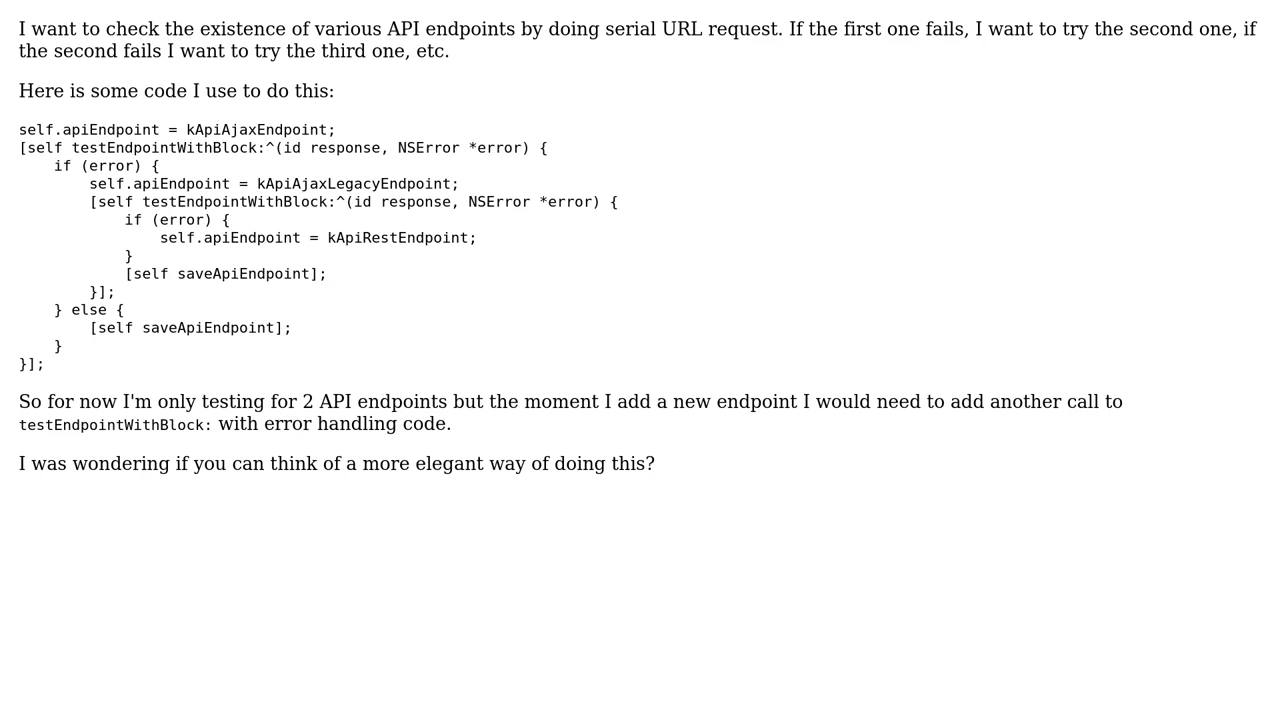 I want to check the existence of various API endpoints by doing serial URL request. If the first one fails, I want to try the second one, if
the second fails I want to try the third one, etc.
Here is some code I use to do this:
self.apiEndpoint = kApiAjaxEndpoint;
[self testEndpointWithBlock:^(id response, NSError *error) {
    if (error) {
        self.apiEndpoint = kApiAjaxLegacyEndpoint;
        [self testEndpointWithBlock:^(id response, NSError *error) {
            if (error) {
                self.apiEndpoint = kApiRestEndpoint;
            }
            [self saveApiEndpoint];
        }];
    } else {
        [self saveApiEndpoint];
    }
}];
So for now I'm only testing for 2 API endpoints but the moment I add a new endpoint I would need to add another call to
testEndpointWithBlock: with error handling code.
I was wondering if you can think of a more elegant way of doing this?